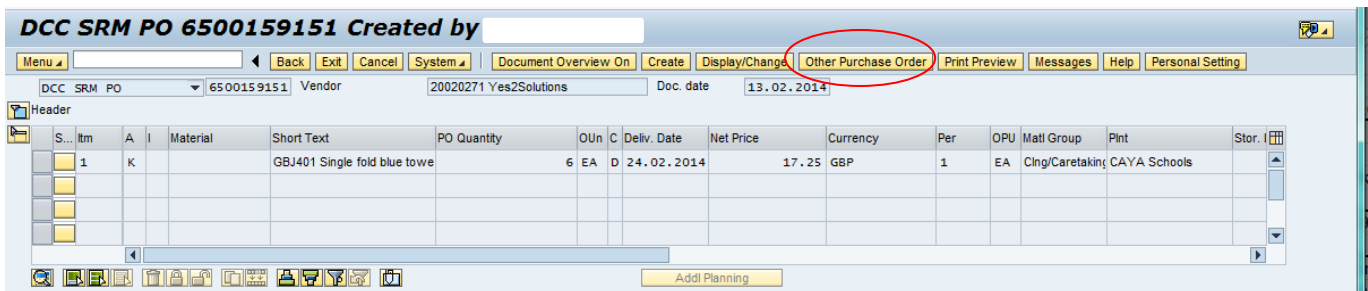 DCC SRM PO 6500159151 Created by
Menu Back Exit Cancel System Document Overview On Create Display/Change Other Purchase Order Print Preview Messages Help Personal Setting
DCC SRM PO 6500159151 Vendor 20020271 Yes2Solutions Doc. date 13.02.2014
Header
S... Itm A I Material Short Text PO Quantity OUn C Deliv. Date Net Price Currency Per OPU Matl Group Plnt Stor. l
1 K GBJ401 Single fold blue towe 6 EA D 24.02.2014 17.25 GBP 1 EA Clng/Caretaking CAYA Schools
Addl Planning